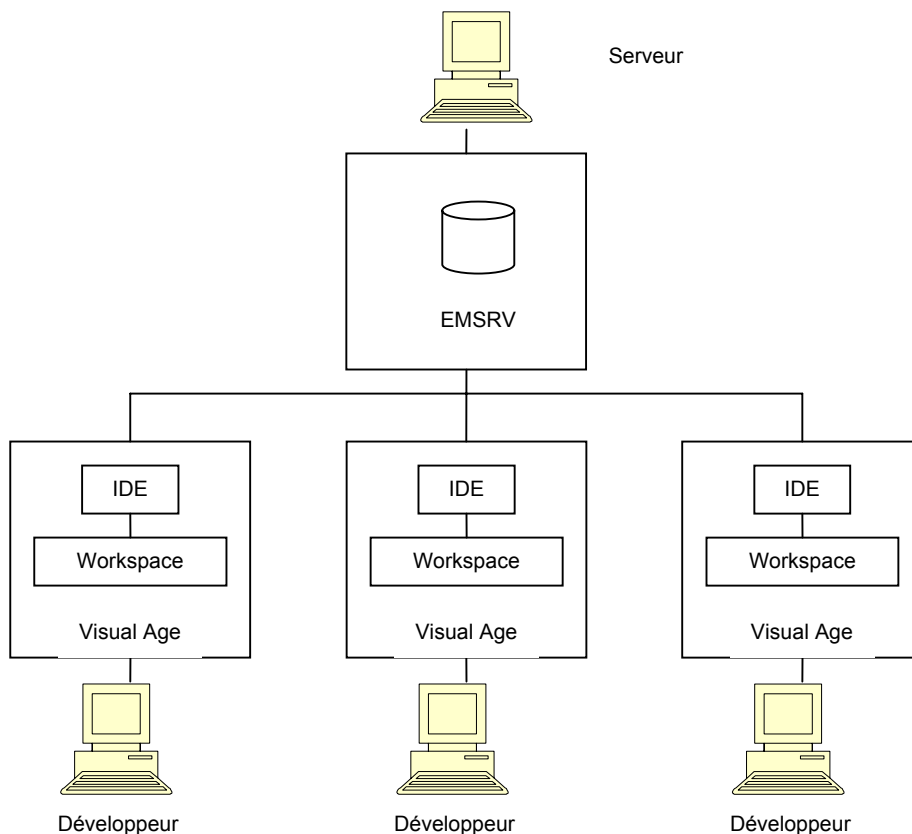 Serveur
EMSRV
IDE
IDE
IDE
Workspace
Workspace
Workspace
Visual Age
Visual Age
Visual Age
Développeur
Développeur
Développeur